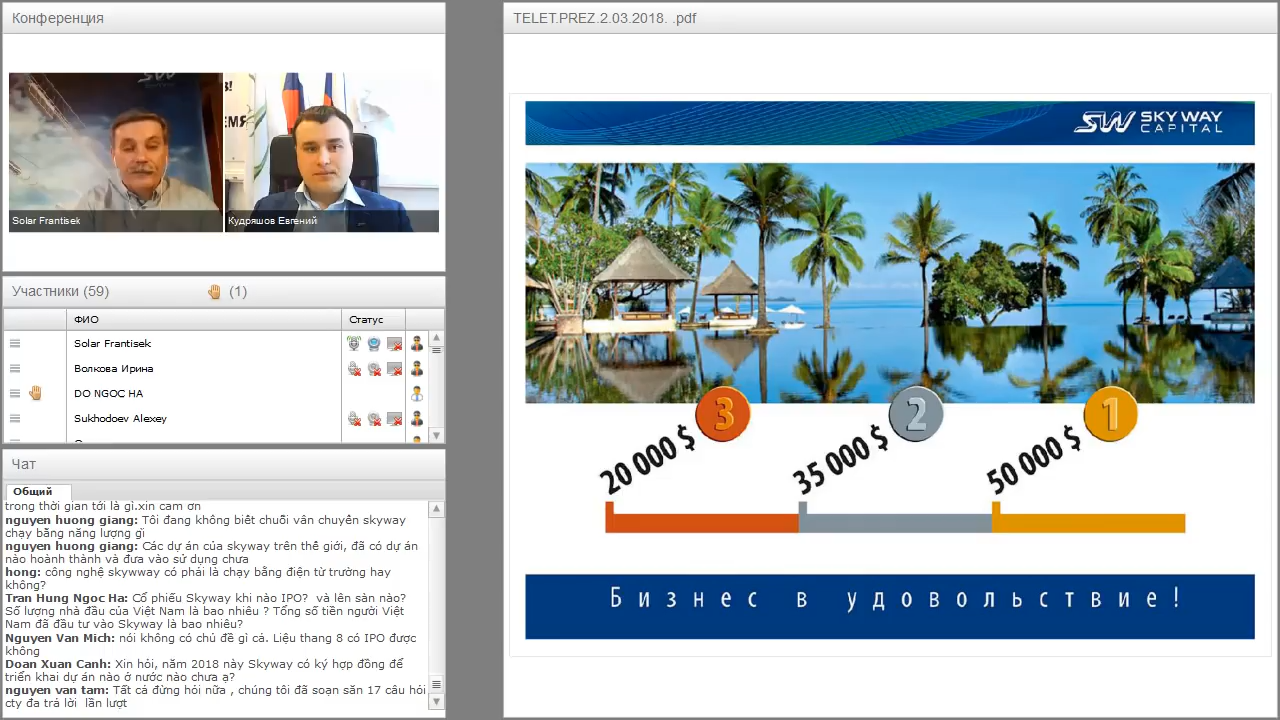 Конференция
Solar Frantisek
Кудряшов Евгений
Участники (59)
(1)
ФИО
Статус
Solar Frantisek
Волкова Ирина
DO NGOC HA
Sukhodoev Alexey
Чат
Общий
trong thời gian tới là gì.xin cam ơn
nguyen huong giang: Tôi đang không biết chuỗi vân chuyển skyway
chạy bằng năng lượng gì
nguyen huong giang: Các dự án của skyway trên thế giới, đã có dự án
nào hoành thành và đưa vào sử dụng chưa
hong: công nghệ skywway có phải là chạy bằng điện từ trường hay
không?
Tran Hung Ngoc Ha: Cổ phiếu Skyway khi nào IPO? và lên sàn nào?
Số lượng nhà đầu của Việt Nam là bao nhiêu ? Tổng số tiền người Việt
Nam đã đầu tư vào Skyway là bao nhiêu?
Nguyen Van Mich: nói không có chủ đề gì cả. Liệu thang 8 có IPO được
không
Doan Xuan Canh: Xin hỏi, năm 2018 này Skyway có ký hợp đồng để
triển khai dự án nào ở nước nào chưa ạ?
nguyen van tam: Tất cả đừng hỏi nữa , chúng tôi đã soạn sẵn 17 câu hỏi
cty đa trả lời lần lượt
TELET.PREZ.2.03.2018. .pdf
SW SKY WAY
CAPITAL
3
2
1
20 000 $
35 000 $
50 000 $
Бизнес в удовольствие!